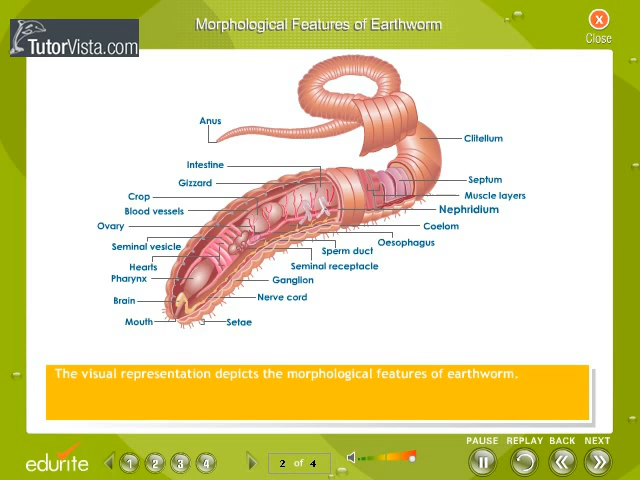 Morphological Features of Earthworm
X
Close
TutorVista.com
Anus
Clitellum
Intestine
Gizzard
Septum
Crop
Muscle layers
Blood vessels
Nephridium
Ovary
Coelom
Seminal vesicle
Oesophagus
Sperm duct
Hearts
Seminal receptacle
Pharynx
Ganglion
Brain
Nerve cord
Mouth
Setae
The visual representation depicts the morphological features of earthworm.
PAUSE REPLAY BACK NEXT
edurite
1 2 3 4
2 of 4